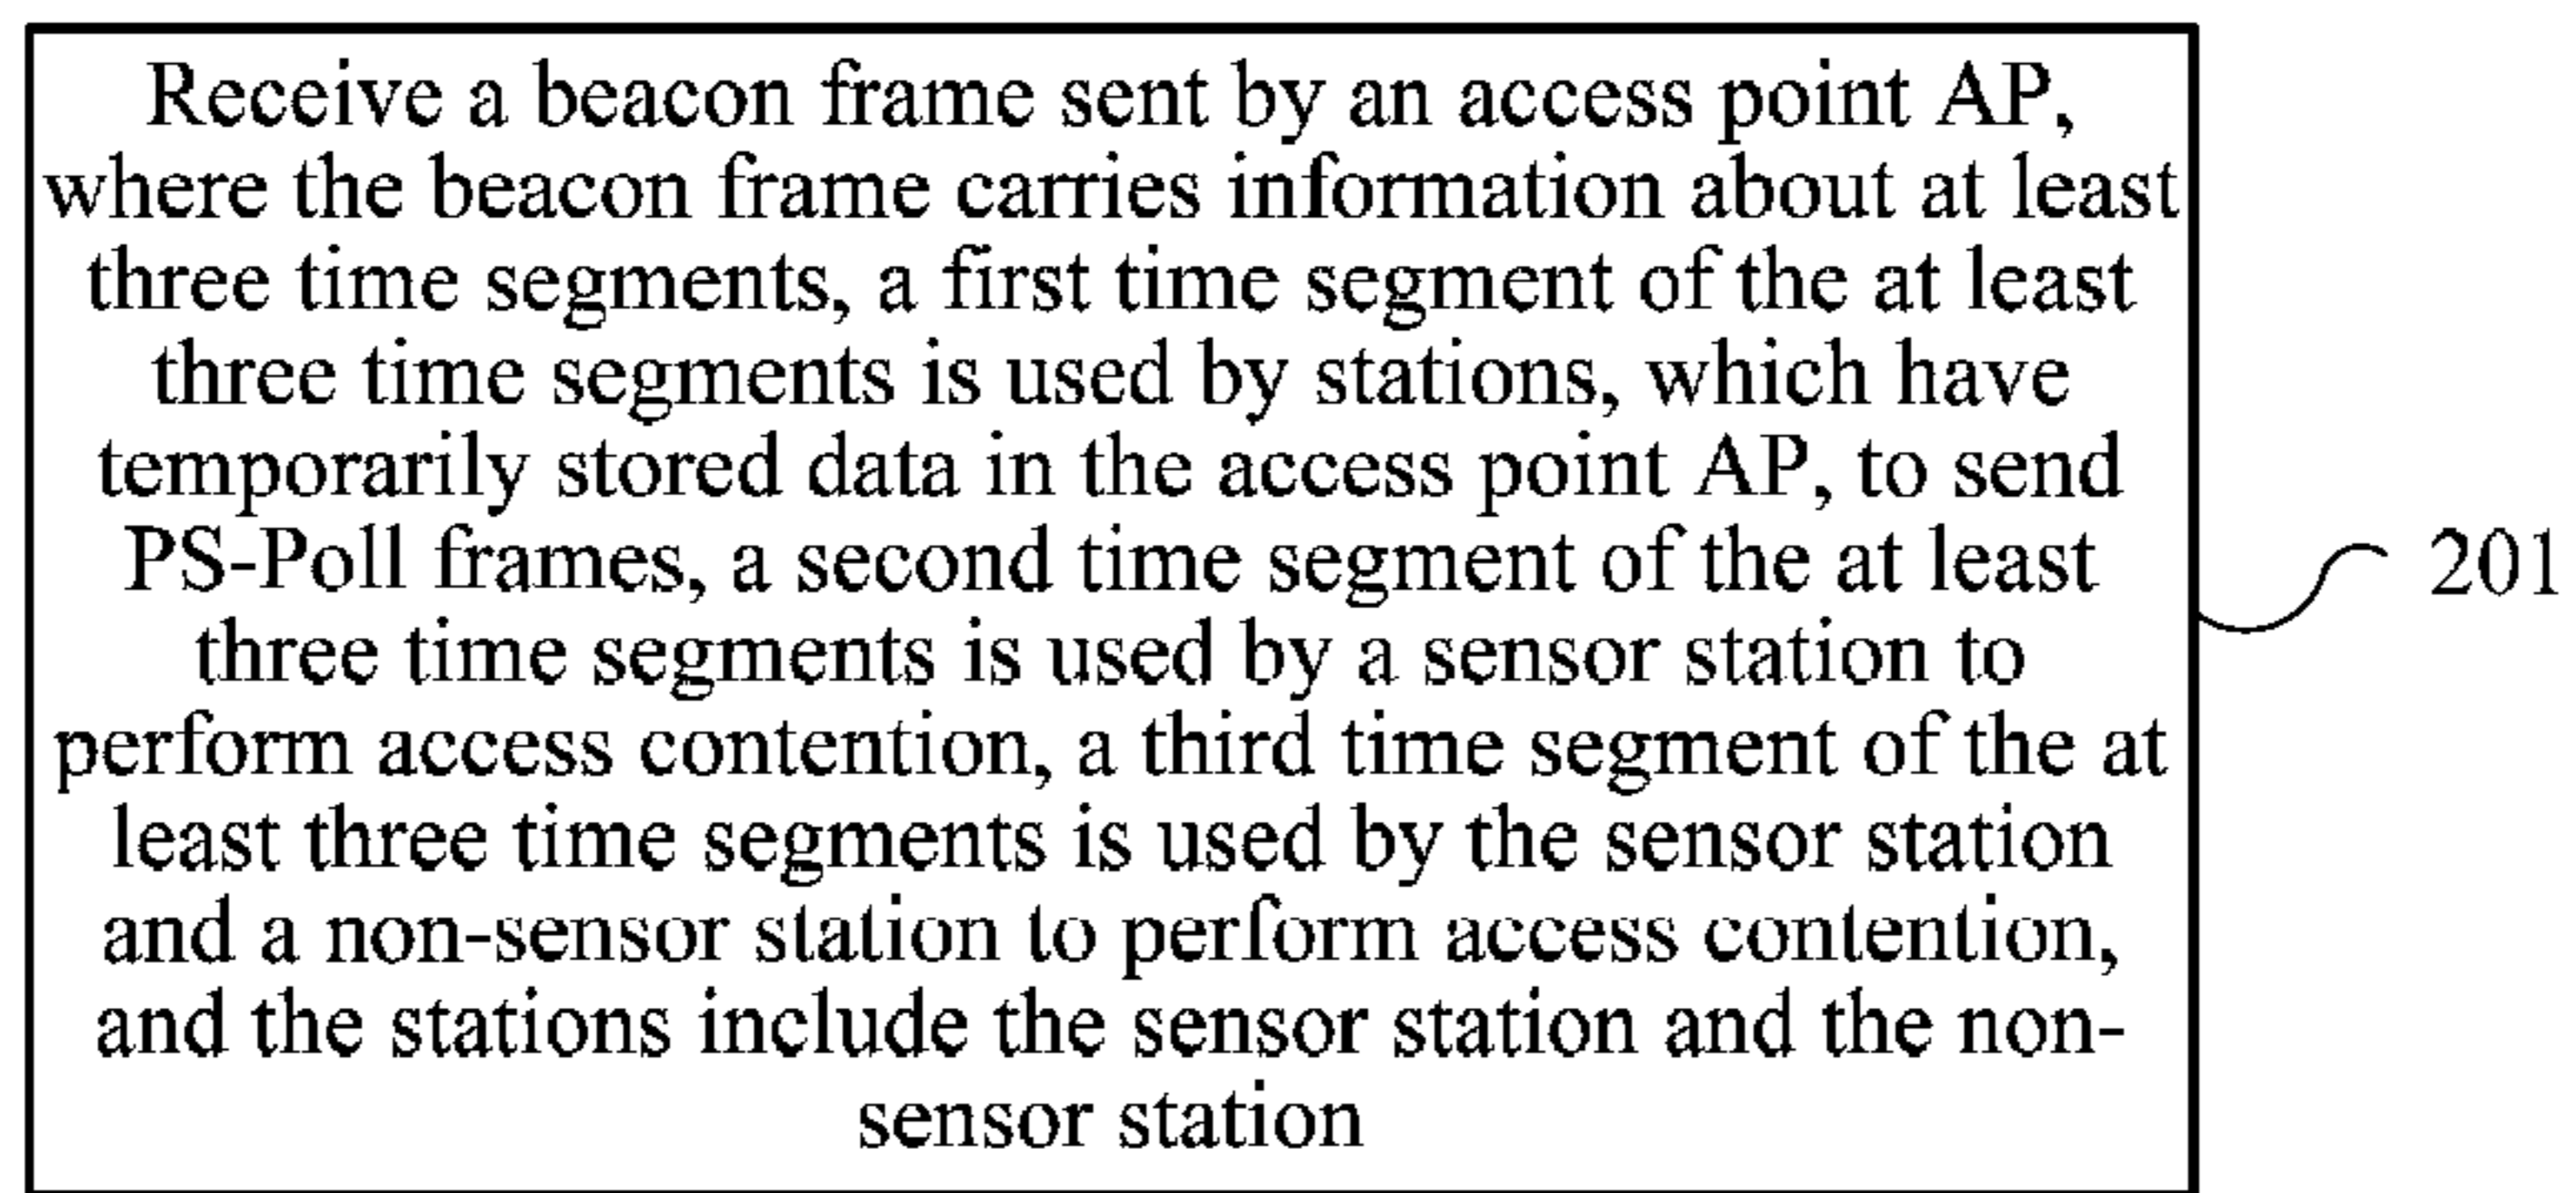 Receive a beacon frame sent by an access point AP,
where the beacon frame carries information about at least
three time segments, a first time segment of the at least
three time segments is used by stations, which have
temporarily stored data in the access point AP, to send
PS-Poll frames, a second time segment of the at least
three time segments is used by a sensor station to
perform access contention, a third time segment of the at
least three time segments is used by the sensor station
and a non-sensor station to perform access contention,
and the stations include the sensor station and the non-
sensor station
201